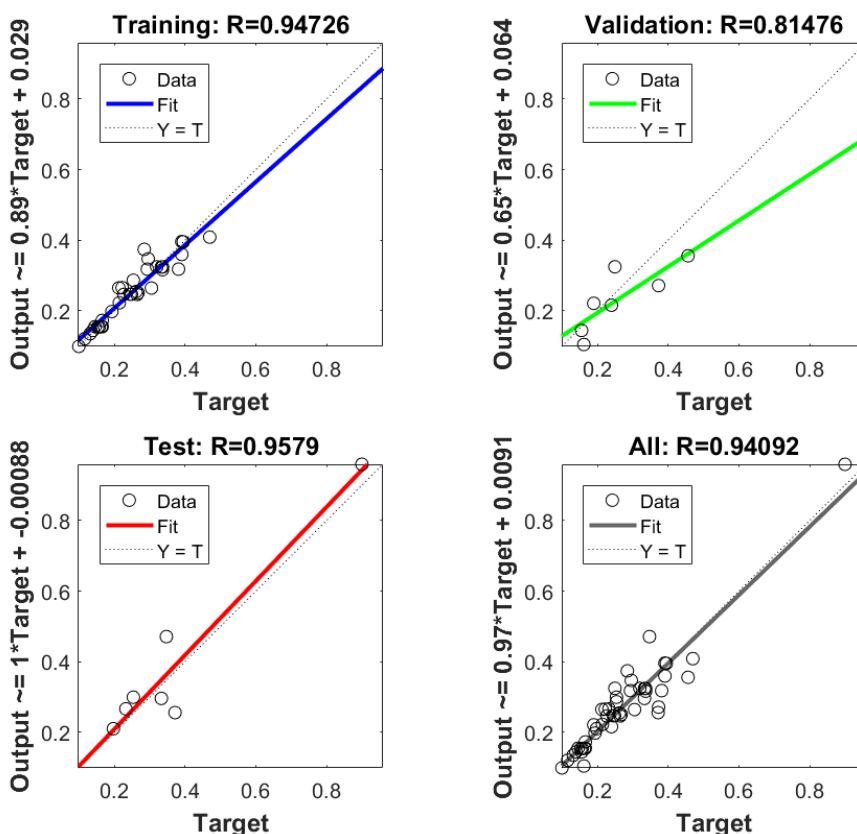 Training: R=0.94726
Output ~= 0.89*Target + 0.029
Data
Fit
Y = T
0.8
0.6
0.4
0.2
0.2 0.4 0.6 0.8
Target
Validation: R=0.81476
Output ~= 0.65*Target + 0.064
Data
Fit
Y = T
0.8
0.6
0.4
0.2
0.2 0.4 0.6 0.8
Target
Test: R=0.9579
Output ~= 1*Target + -0.00088
Data
Fit
Y = T
0.8
0.6
0.4
0.2
0.2 0.4 0.6 0.8
Target
All: R=0.94092
Output ~= 0.97*Target + 0.0091
Data
Fit
Y = T
0.8
0.6
0.4
0.2
0.2 0.4 0.6 0.8
Target